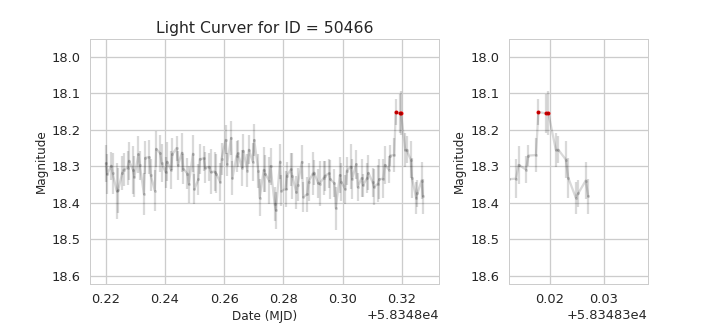 Light Curver for ID = 50466
Magnitude
18.0
18.1
18.2
18.3
18.4
18.5
18.6
0.22 0.24 0.26 0.28 0.30 0.32
Date (MJD)
+5.8348e4
Magnitude
18.0
18.1
18.2
18.3
18.4
18.5
18.6
0.02 0.03
+5.83483e4